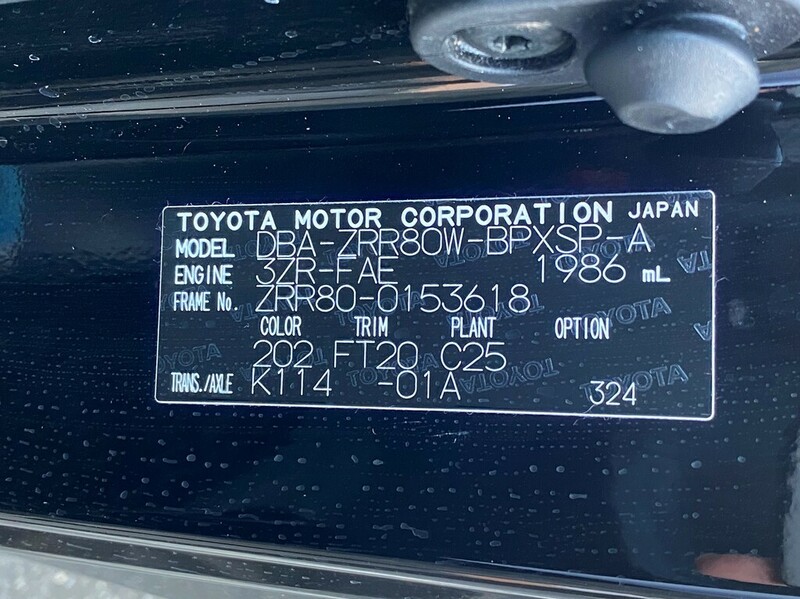 TOYOTA MOTOR CORPORATION JAPAN
MODEL DBA-ZRR80W-BPXSP-A
ENGINE 3ZR-FAE 1986 mL
FRAME No. ZRR80-0153618
COLOR TRIM PLANT OPTION
202 FT20 C25
TRANS./AXLE K114 -01A 324